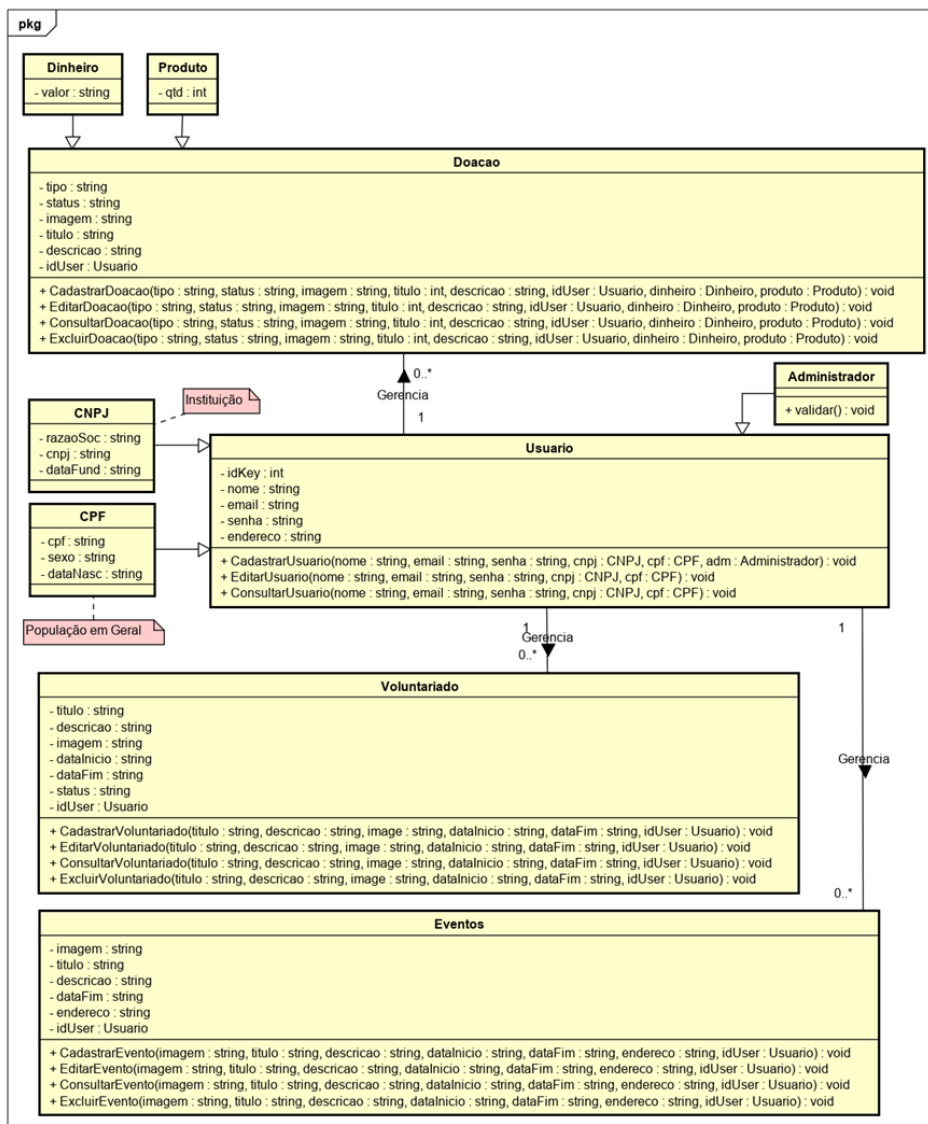 pkg
Dinheiro
- valor : string
Produto
- qtd : int
Doacao
- tipo : string
- status : string
- imagem : string
- titulo : string
- descricao : string
- idUser : Usuario
+ CadastrarDoacao(tipo : string, status : string, imagem : string, titulo : int, descricao : string, idUser : Usuario, dinheiro : Dinheiro, produto : Produto) : void
+ EditarDoacao(tipo : string, status : string, imagem : string, titulo : int, descricao : string, idUser : Usuario, dinheiro : Dinheiro, produto : Produto) : void
+ ConsultarDoacao(tipo : string, status : string, imagem : string, titulo : int, descricao : string, idUser : Usuario, dinheiro : Dinheiro, produto : Produto) : void
+ ExcluirDoacao(tipo : string, status : string, imagem : string, titulo : int, descricao : string, idUser : Usuario, dinheiro : Dinheiro, produto : Produto) : void
0..*
Gerencia
1
Administrador
+ validar() : void
Instituição
CNPJ
- razaoSoc : string
- cnpj : string
- dataFund : string
CPF
- cpf : string
- sexo : string
- dataNasc : string
População em Geral
Usuario
- idKey : int
- nome : string
- email : string
- senha : string
- endereco : string
+ CadastrarUsuario(nome : string, email : string, senha : string, cnpj : CNPJ, cpf : CPF, adm : Administrador) : void
+ EditarUsuario(nome : string, email : string, senha : string, cnpj : CNPJ, cpf : CPF) : void
+ ConsultarUsuario(nome : string, email : string, senha : string, cnpj : CNPJ, cpf : CPF) : void
1
Gerencia
0..*
1
Gerencia
0..*
Voluntariado
- titulo : string
- descricao : string
- imagem : string
- dataInicio : string
- dataFim : string
- status : string
- idUser : Usuario
+ CadastrarVoluntariado(titulo : string, descricao : string, image : string, dataInicio : string, dataFim : string, idUser : Usuario) : void
+ EditarVoluntariado(titulo : string, descricao : string, image : string, dataInicio : string, dataFim : string, idUser : Usuario) : void
+ ConsultarVoluntariado(titulo : string, descricao : string, image : string, dataInicio : string, dataFim : string, idUser : Usuario) : void
+ ExcluirVoluntariado(titulo : string, descricao : string, image : string, dataInicio : string, dataFim : string, idUser : Usuario) : void
Eventos
- imagem : string
- titulo : string
- descricao : string
- dataFim : string
- endereco : string
- idUser : Usuario
+ CadastrarEvento(imagem : string, titulo : string, descricao : string, dataInicio : string, dataFim : string, endereco : string, idUser : Usuario) : void
+ EditarEvento(imagem : string, titulo : string, descricao : string, dataInicio : string, dataFim : string, endereco : string, idUser : Usuario) : void
+ ConsultarEvento(imagem : string, titulo : string, descricao : string, dataInicio : string, dataFim : string, endereco : string, idUser : Usuario) : void
+ ExcluirEvento(imagem : string, titulo : string, descricao : string, dataInicio : string, dataFim : string, endereco : string, idUser : Usuario) : void